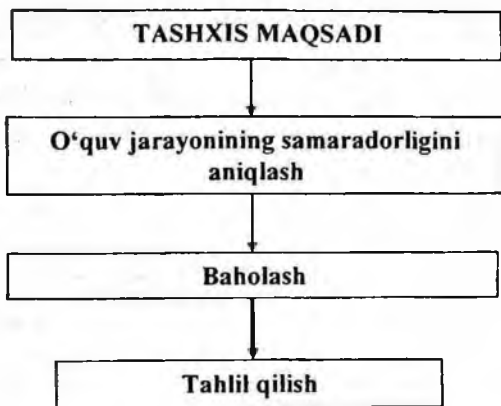 TASHXIS MAQSADI
O‘quv jarayonining samaradorligini
aniqlash
Baholash
Tahlil qilish